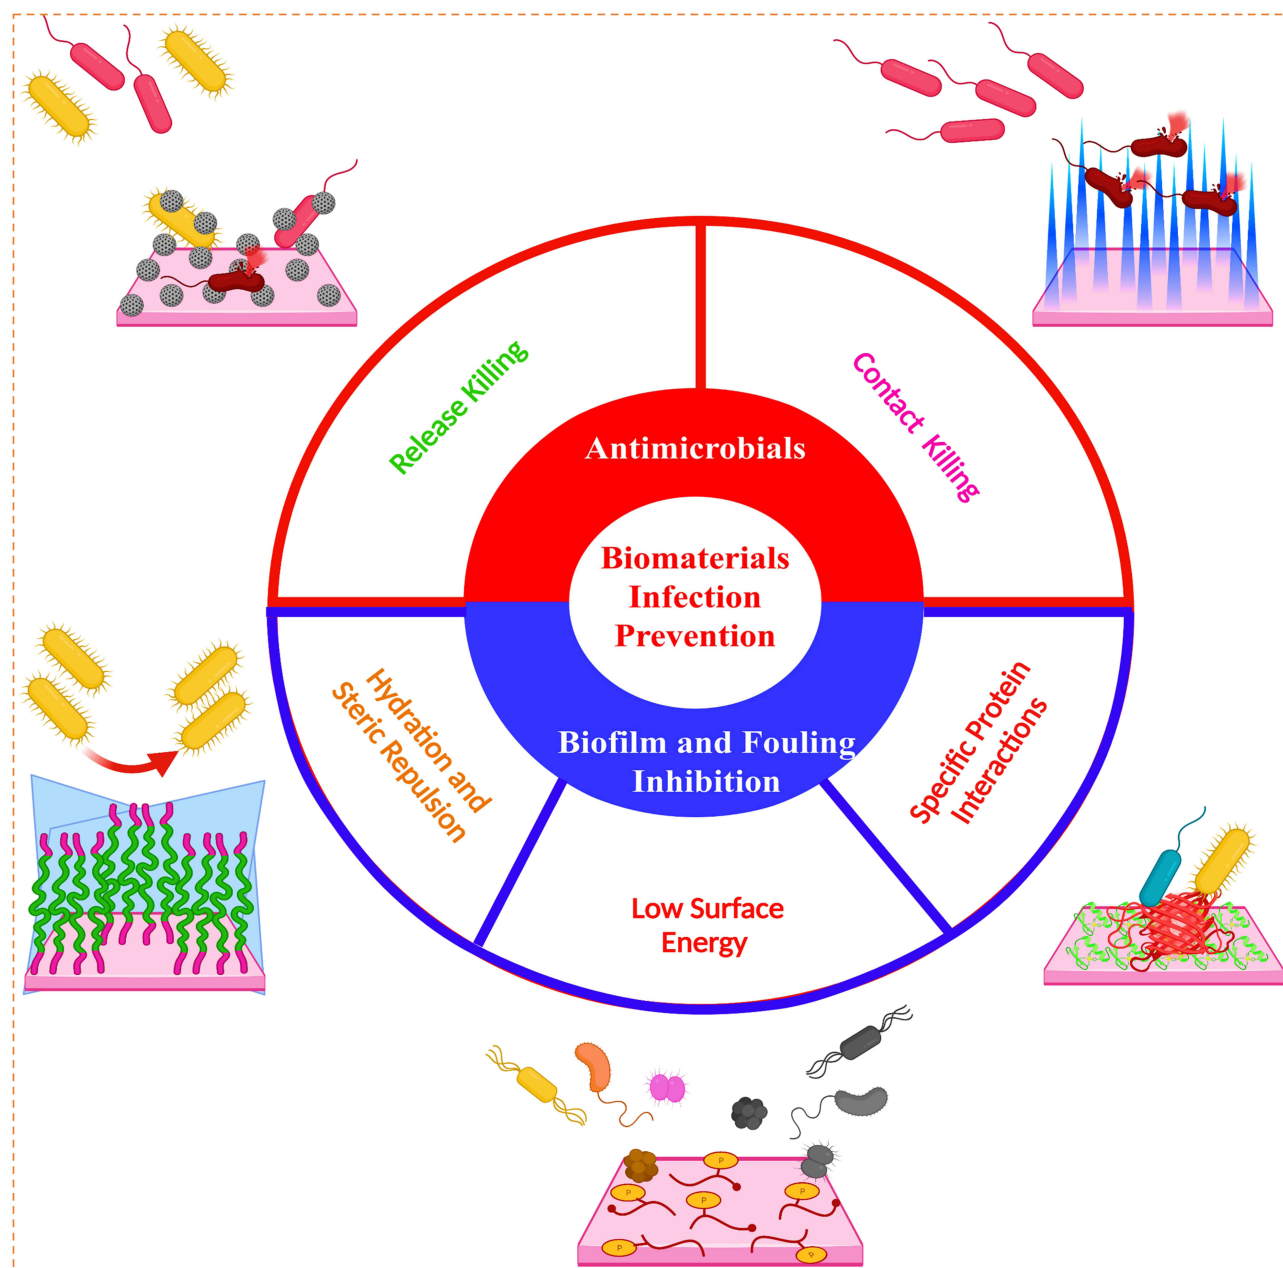 Release Killing
Contact Killing
Antimicrobials
Biomaterials
Infection
Prevention
Hydration and
Steric Repulsion
Biofilm and Fouling
Inhibition
Specific Protein
Interactions
Low Surface
Energy
P
P
P
P
P
P